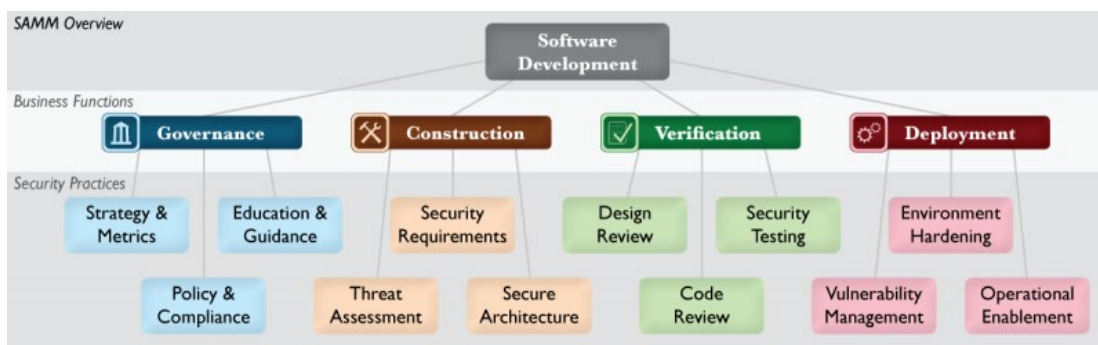 SAMM Overview
Software
Development
Business Functions
Governance
Construction
Verification
Deployment
Security Practices
Strategy &
Metrics
Education &
Guidance
Security
Requirements
Design
Review
Security
Testing
Environment
Hardening
Policy &
Compliance
Threat
Assessment
Secure
Architecture
Code
Review
Vulnerability
Management
Operational
Enablement